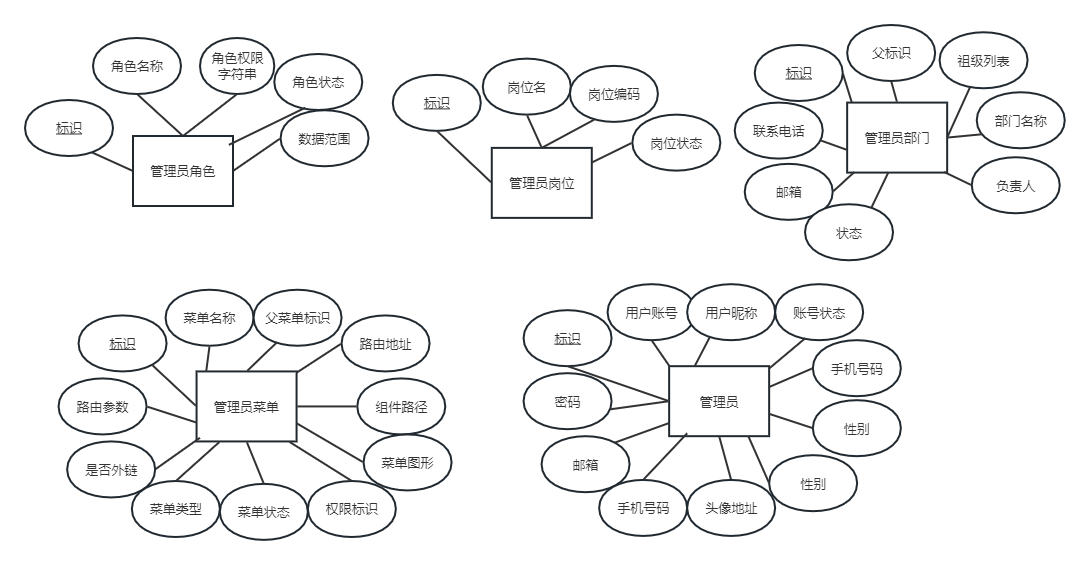 角色名称
角色权限
字符串
角色状态
标识
数据范围
管理员角色
标识
岗位名
岗位编码
岗位状态
管理员岗位
标识
父标识
祖级列表
联系电话
管理员部门
部门名称
邮箱
负责人
状态
菜单名称
父菜单标识
标识
路由地址
路由参数
管理员菜单
组件路径
是否外链
菜单图形
菜单类型
菜单状态
权限标识
用户账号
用户昵称
账号状态
标识
手机号码
密码
管理员
性别
邮箱
性别
手机号码
头像地址